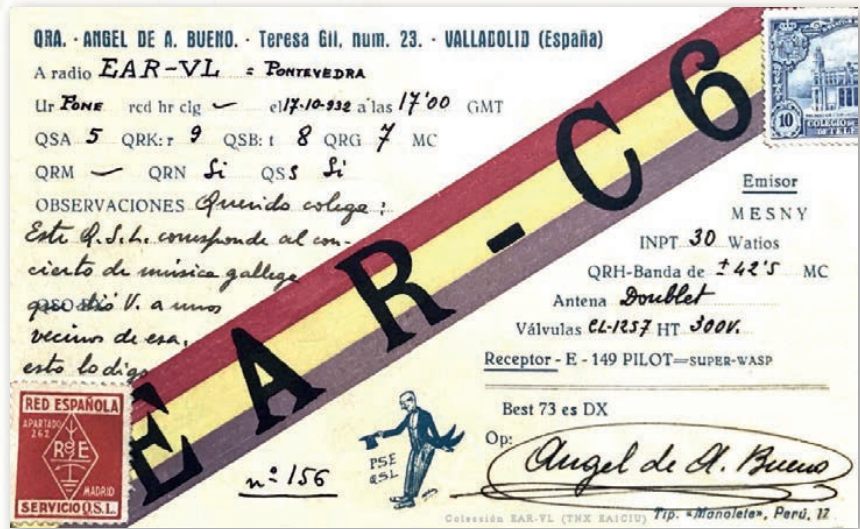 QRA. - ANGEL DE A. BUENO. - Teresa Gil, num. 23. - VALLADOLID (España)
A radio EAR-VL = PONTEVEDRA
Ur FONE rcd hr clg ~ el 17-10-932 a las 17'00 GMT
QSA 5 QRK: r 9 QSB: t 8 QRG 7 MC
QRM ~ QRN Si QSS Si
OBSERVACIONES Querido colega:
Este Q.S.L. corresponde al con-
cierto de música gallega
que dió V. a unos
vecinos de esa,
esto lo digo
EAR-C6
10
COLEGIO DE
Emisor
MESNY
INPT 30 Watios
QRH-Banda de ±42'5 MC
Antena Doublet
Válvulas CL-1257 HT 300V.
Receptor - E - 149 PILOT=SUPER-WASP
Best 73 es DX
Op: Angel de A. Bueno
RED ESPAÑOLA
APARTADO
262
R E
MADRID
SERVICIO Q.S.L.
nº 156
PSE
QSL
Colección EAR-VL (TNX EA1CIU)
Tip. «Manolete», Perú, 12